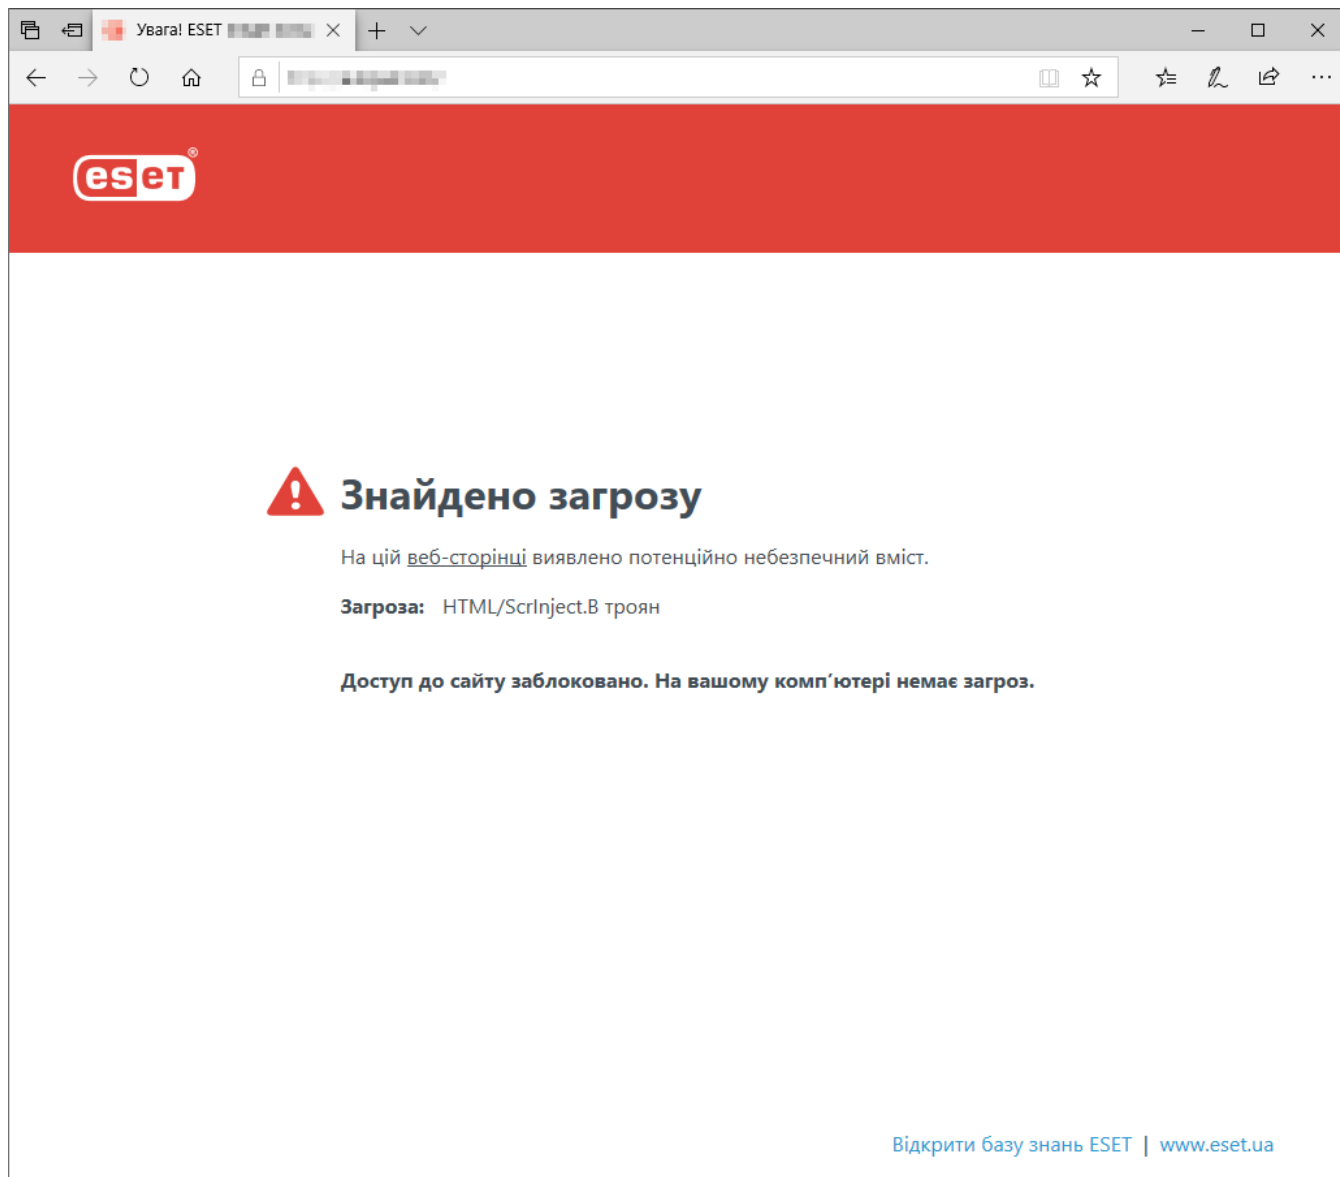 Увага! ESET
eset®
Знайдено загрозу
На цій веб-сторінці виявлено потенційно небезпечний вміст.
Загроза: HTML/ScrInject.B троян
Доступ до сайту заблоковано. На вашому комп′ютері немає загроз.
Відкрити базу знань ESET | www.eset.ua